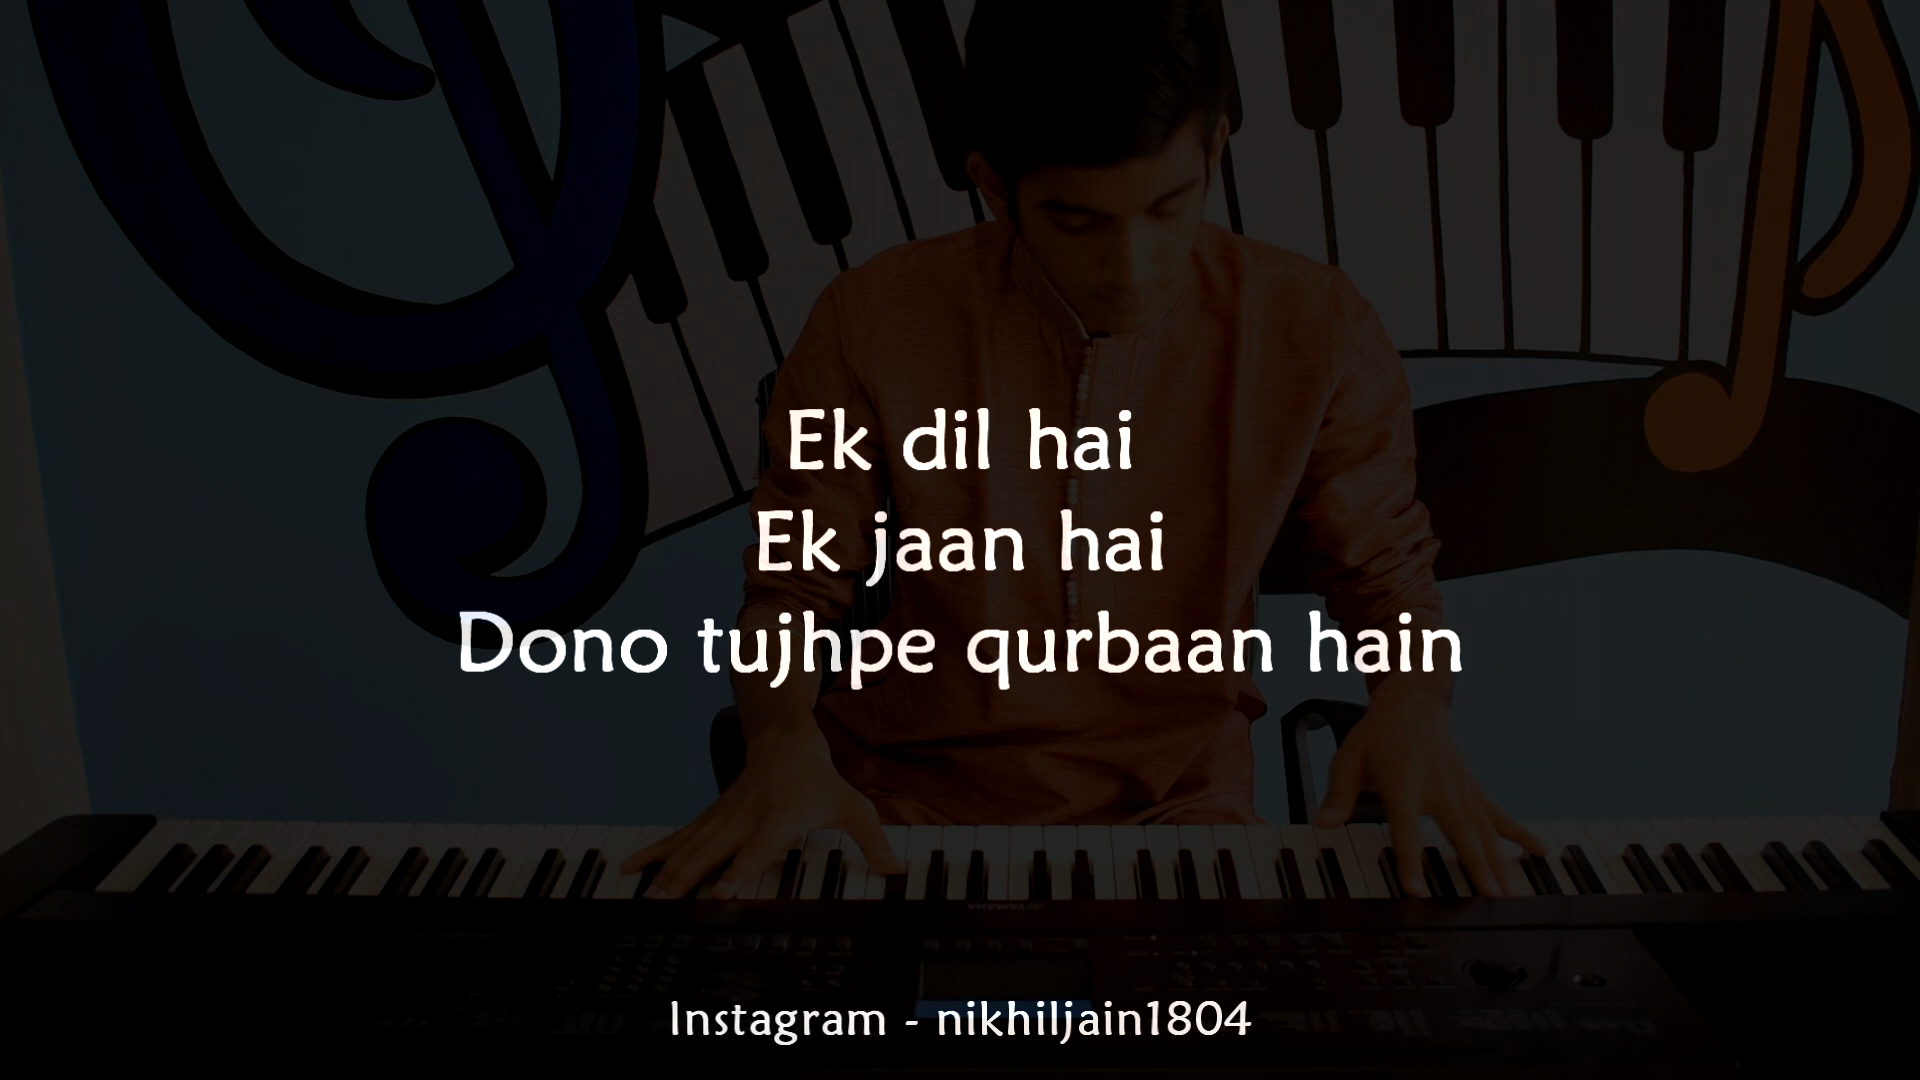 Ek dil hai
Ek jaan hai
Dono tujhpe qurbaan hain
Instagram - nikhiljain1804